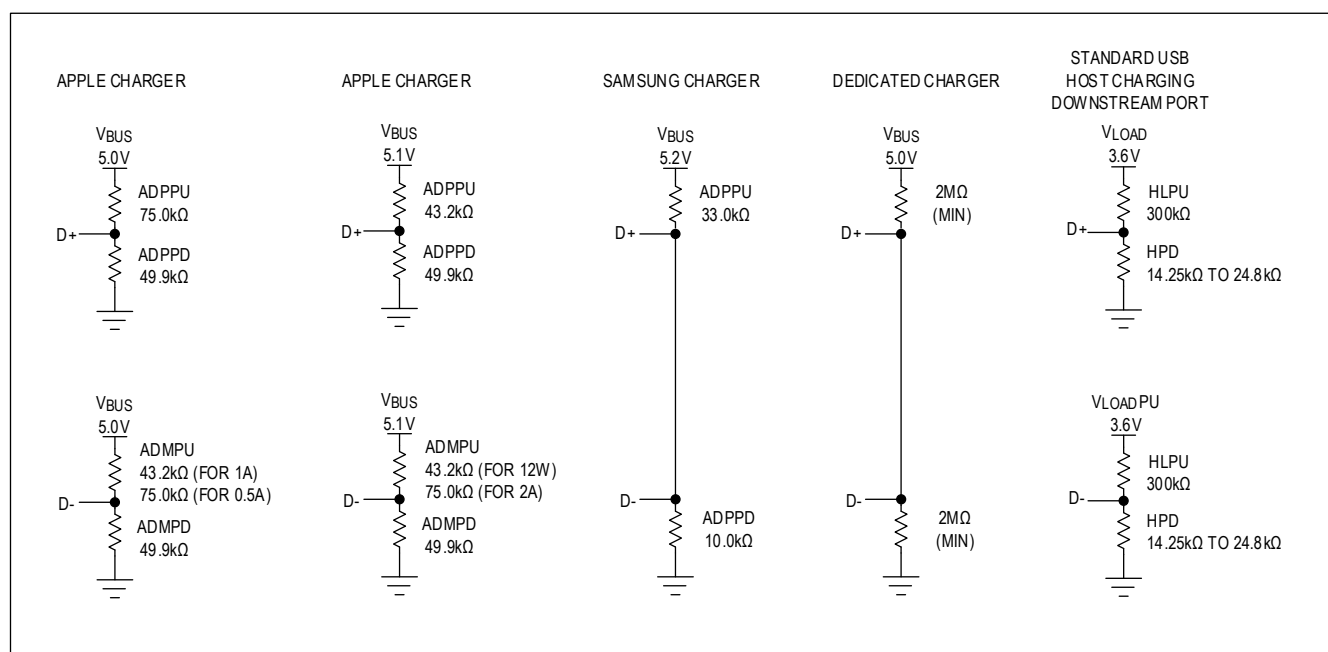 APPLE CHARGER
VBUS
5.0V
ADPPU
75.0kΩ
D+
ADPPD
49.9kΩ
VBUS
5.0V
ADMPU
43.2kΩ (FOR 1A)
75.0kΩ (FOR 0.5A)
D-
ADMPD
49.9kΩ
APPLE CHARGER
VBUS
5.1V
ADPPU
43.2kΩ
D+
ADPPD
49.9kΩ
VBUS
5.1V
ADMPU
43.2kΩ (FOR 12W)
75.0kΩ (FOR 2A)
D-
ADMPD
49.9kΩ
SAMSUNG CHARGER
VBUS
5.2V
ADPPU
33.0kΩ
D+
D-
ADPPD
10.0kΩ
DEDICATED CHARGER
VBUS
5.0V
2MΩ
(MIN)
D+
D-
2MΩ
(MIN)
STANDARD USB
HOST CHARGING
DOWNSTREAM PORT
VLOAD
3.6V
HLPU
300kΩ
D+
HPD
14.25kΩ TO 24.8kΩ
VLOADPU
3.6V
HLPU
300kΩ
D-
HPD
14.25kΩ TO 24.8kΩ